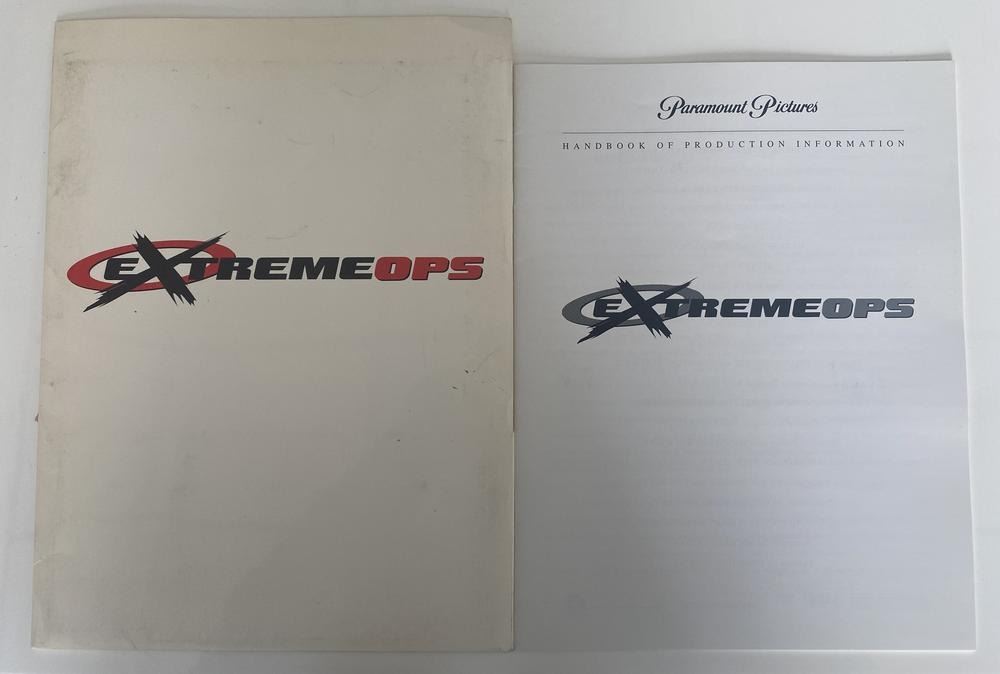 EXTREMEOPS
Paramount Pictures
HANDBOOK OF PRODUCTION INFORMATION
EXTREMEOPS